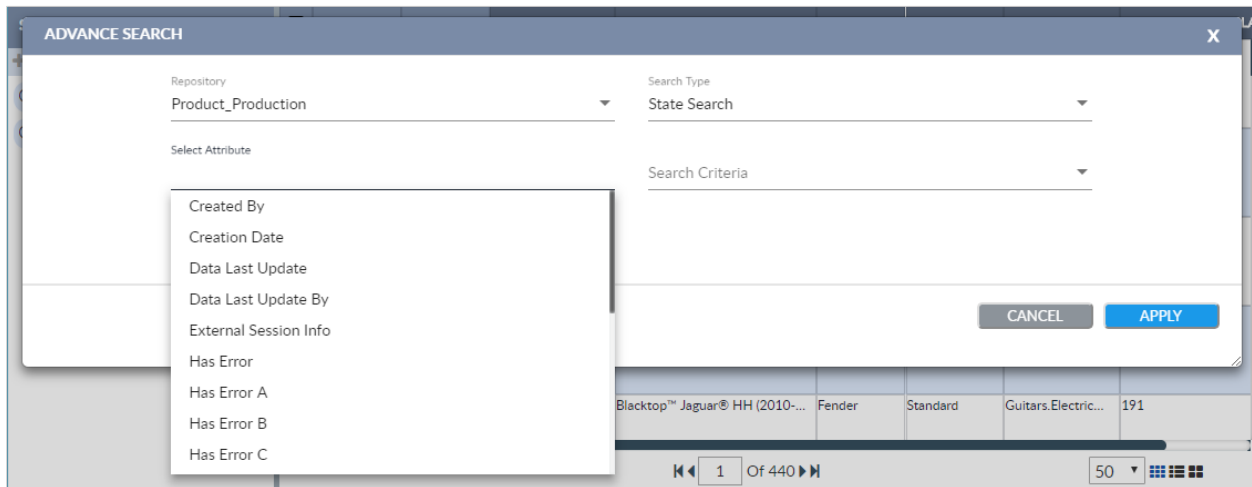 ADVANCE SEARCH X
Repository Search Type
Product_Production State Search
Select Attribute
Search Criteria
Created By
Creation Date
Data Last Update
Data Last Update By
External Session Info
CANCEL APPLY
Has Error
Has Error A
Blacktop™ Jaguar® HH (2010-... Fender Standard Guitars.Electric... 191
Has Error B
Has Error C
1 Of 440 50